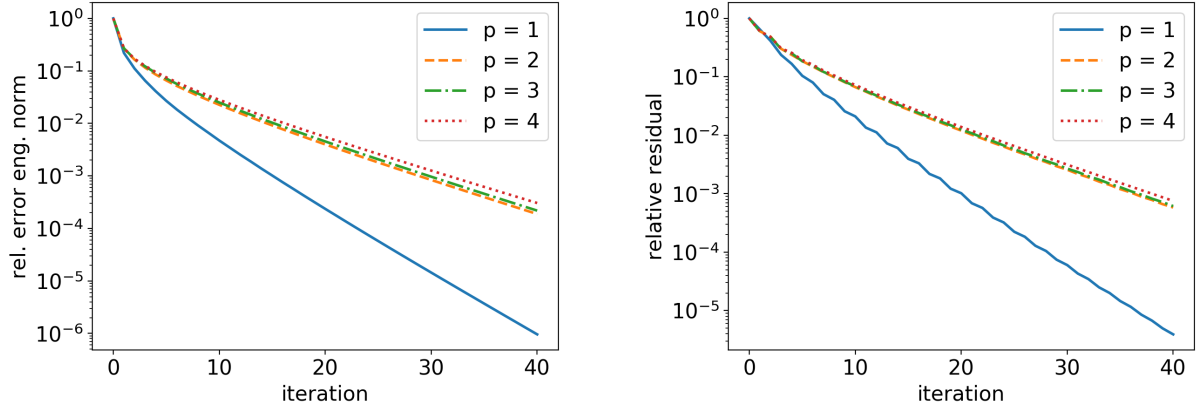 10⁰
10⁻¹
10⁻²
10⁻³
10⁻⁴
10⁻⁵
10⁻⁶
rel. error eng. norm
0
10
20
30
40
iteration
p = 1
p = 2
p = 3
p = 4
10⁰
10⁻¹
10⁻²
10⁻³
10⁻⁴
10⁻⁵
relative residual
0
10
20
30
40
iteration
p = 1
p = 2
p = 3
p = 4